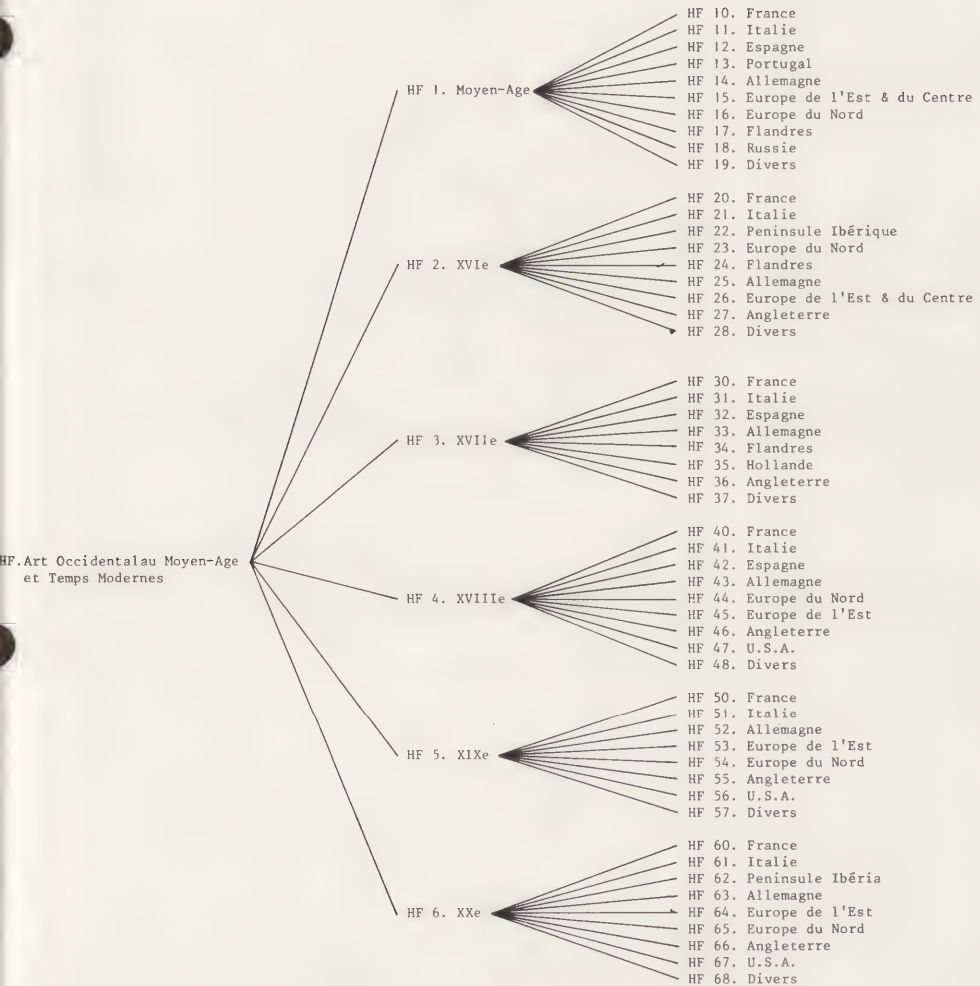 HF.Art Occidentalau Moyen-Age
et Temps Modernes
HF 1. Moyen-Age
HF 10. France
HF 11. Italie
HF 12. Espagne
HF 13. Portugal
HF 14. Allemagne
HF 15. Europe de l'Est & du Centre
HF 16. Europe du Nord
HF 17. Flandres
HF 18. Russie
HF 19. Divers
HF 2. XVIe
HF 20. France
HF 21. Italie
HF 22. Peninsule Ibérique
HF 23. Europe du Nord
HF 24. Flandres
HF 25. Allemagne
HF 26. Europe de l'Est & du Centre
HF 27. Angleterre
HF 28. Divers
HF 3. XVIIe
HF 30. France
HF 31. Italie
HF 32. Espagne
HF 33. Allemagne
HF 34. Flandres
HF 35. Hollande
HF 36. Angleterre
HF 37. Divers
HF 4. XVIIIe
HF 40. France
HF 41. Italie
HF 42. Espagne
HF 43. Allemagne
HF 44. Europe du Nord
HF 45. Europe de l'Est
HF 46. Angleterre
HF 47. U.S.A.
HF 48. Divers
HF 5. XIXe
HF 50. France
HF 51. Italie
HF 52. Allemagne
HF 53. Europe de l'Est
HF 54. Europe du Nord
HF 55. Angleterre
HF 56. U.S.A.
HF 57. Divers
HF 6. XXe
HF 60. France
HF 61. Italie
HF 62. Peninsule Ibéria
HF 63. Allemagne
HF 64. Europe de l'Est
HF 65. Europe du Nord
HF 66. Angleterre
HF 67. U.S.A.
HF 68. Divers